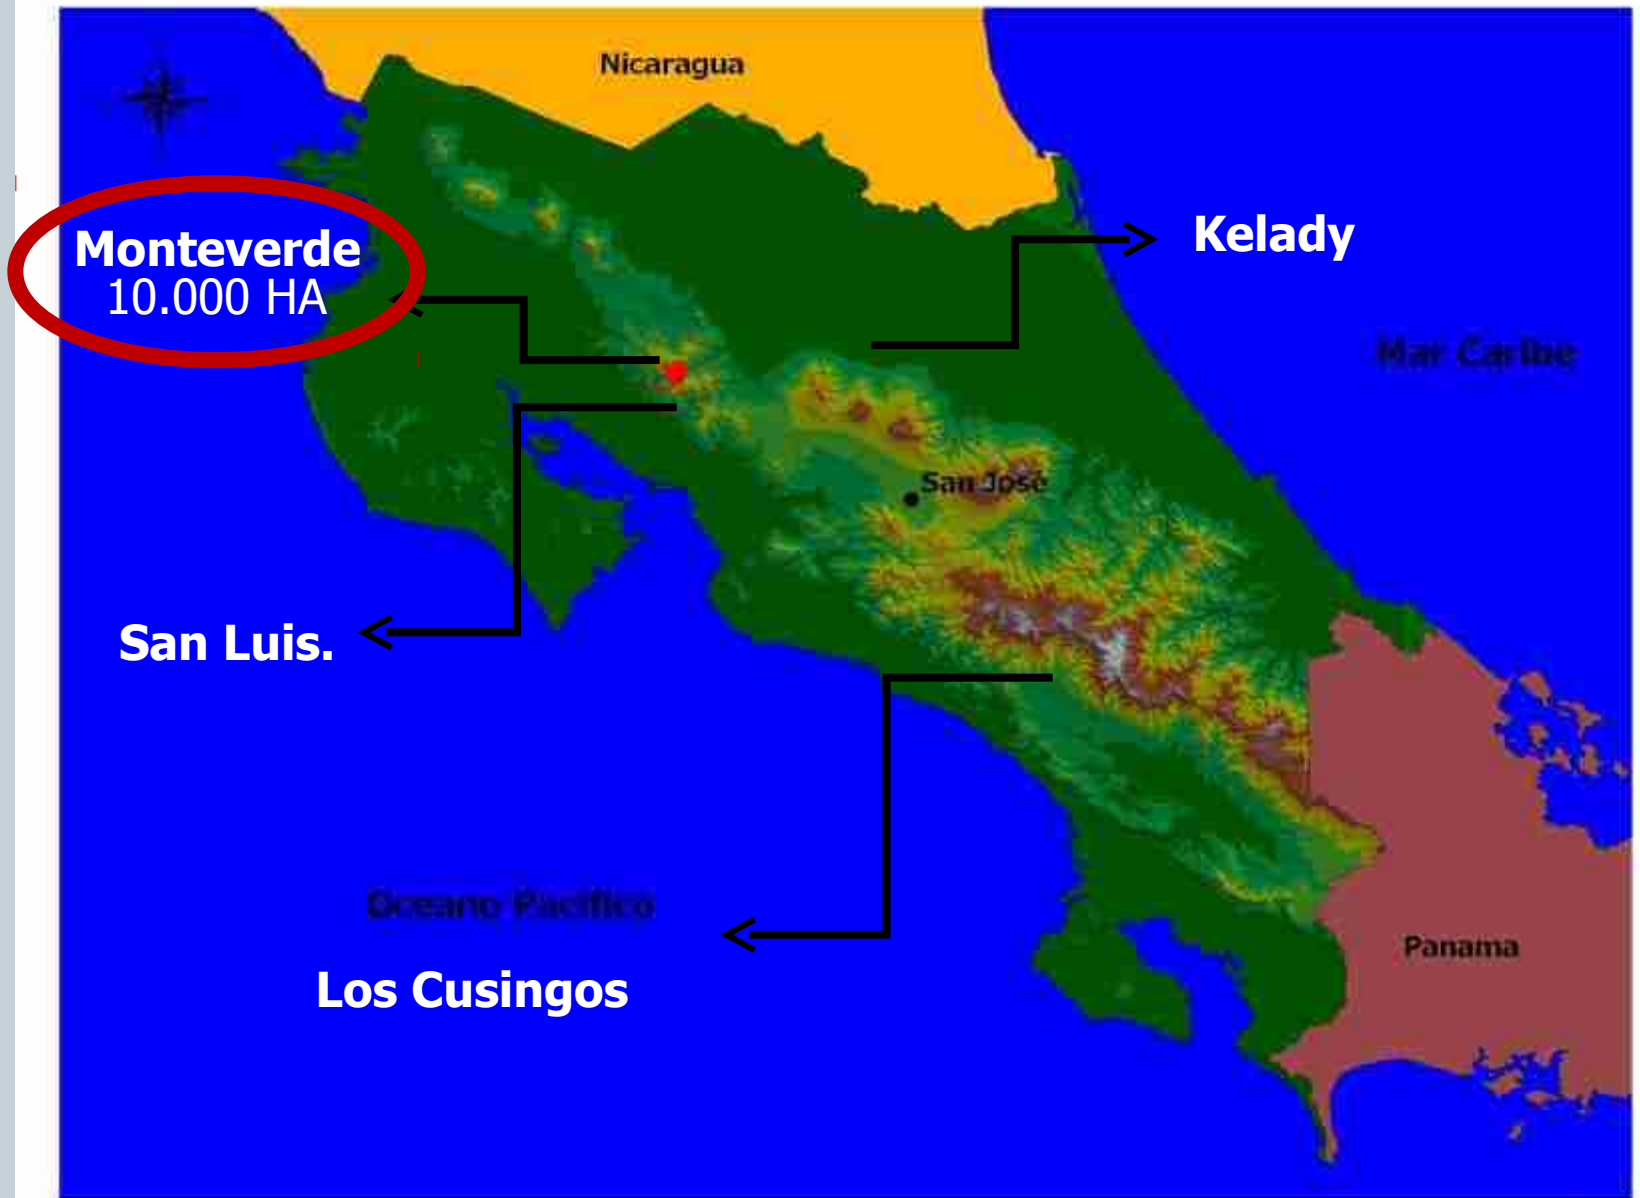 Nicaragua
Kelady
Monteverde
10.000 HA
Mar Caribe
San José
San Luis.
Oceano Pacifico
Panama
Los Cusingos